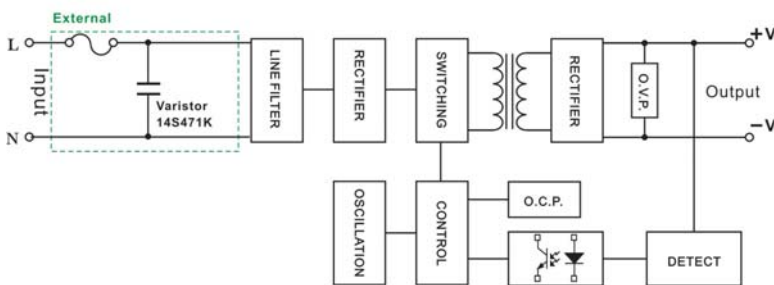 External
L
Input
N
Varistor
14S471K
LINE FILTER
RECTIFIER
SWITCHING
RECTIFIER
O.V.P.
+V
Output
-V
OSCILLATION
CONTROL
O.C.P.
DETECT